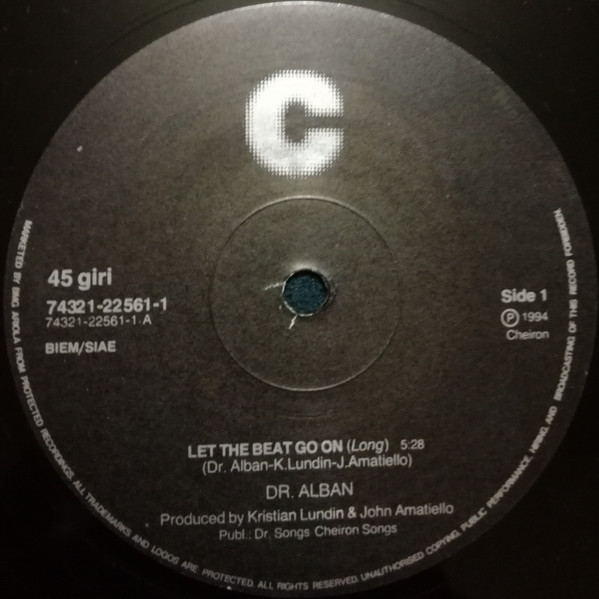 C
45 giri
74321-22561-1
74321-22561-1.A
BIEM/SIAE
Side 1
℗ 1994
Cheiron
LET THE BEAT GO ON (Long) 5:28
(Dr. Alban-K.Lundin-J.Amatiello)
DR. ALBAN
Produced by Kristian Lundin & John Amatiello
Publ.: Dr. Songs Cheiron Songs
MARKETED BY BMG ARIOLA FROM PROTECTED RECORDINGS. ALL TRADEMARKS AND LOGOS ARE PROTECTED. ALL RIGHTS RESERVED. UNAUTHORISED COPYING, PUBLIC PERFORMANCE, HIRING, AND BROADCASTING OF THIS RECORD FORBIDDEN.